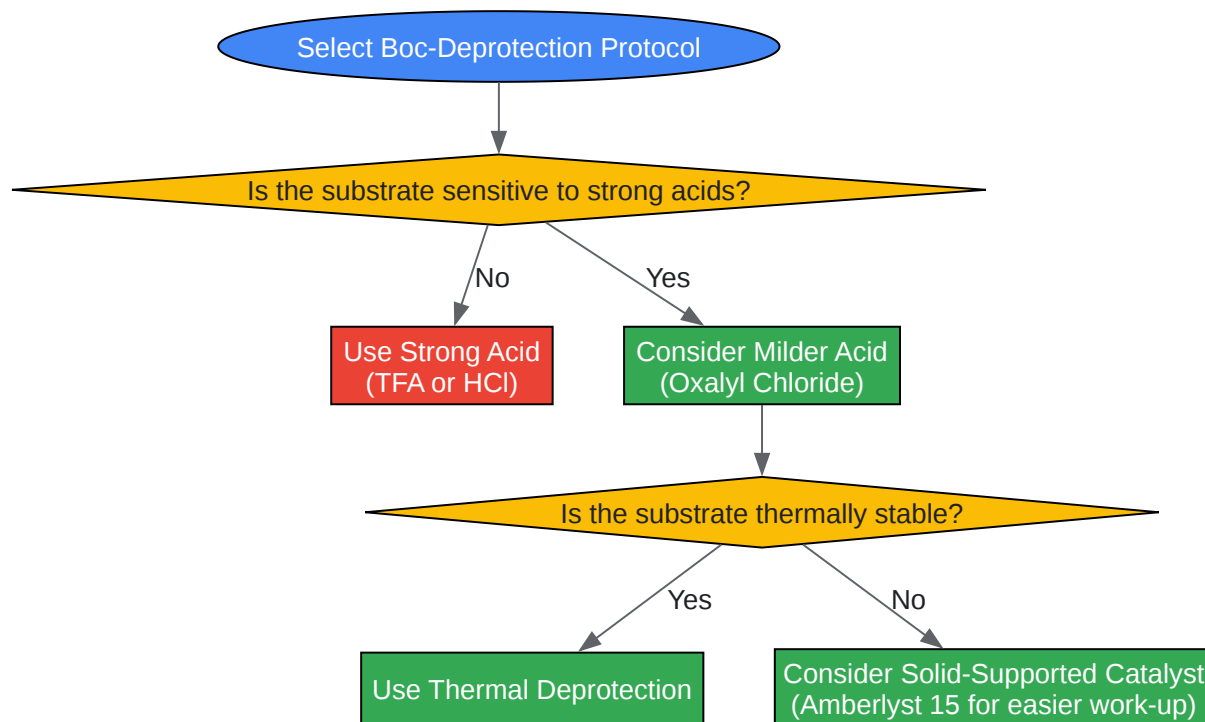 Select Boc-Deprotection Protocol
Is the substrate sensitive to strong acids?
No
Yes
Use Strong Acid
(TFA or HCl)
Consider Milder Acid
(Oxalyl Chloride)
Is the substrate thermally stable?
Yes
No
Use Thermal Deprotection
Consider Solid-Supported Catalyst
(Amberlyst 15 for easier work-up)